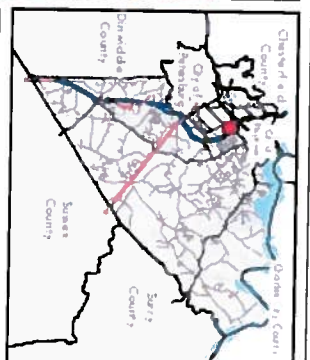 Chesterfield
County
City of
Petersburg
Dinwiddie
County
Charles City County
Sussex
County
Surry
County